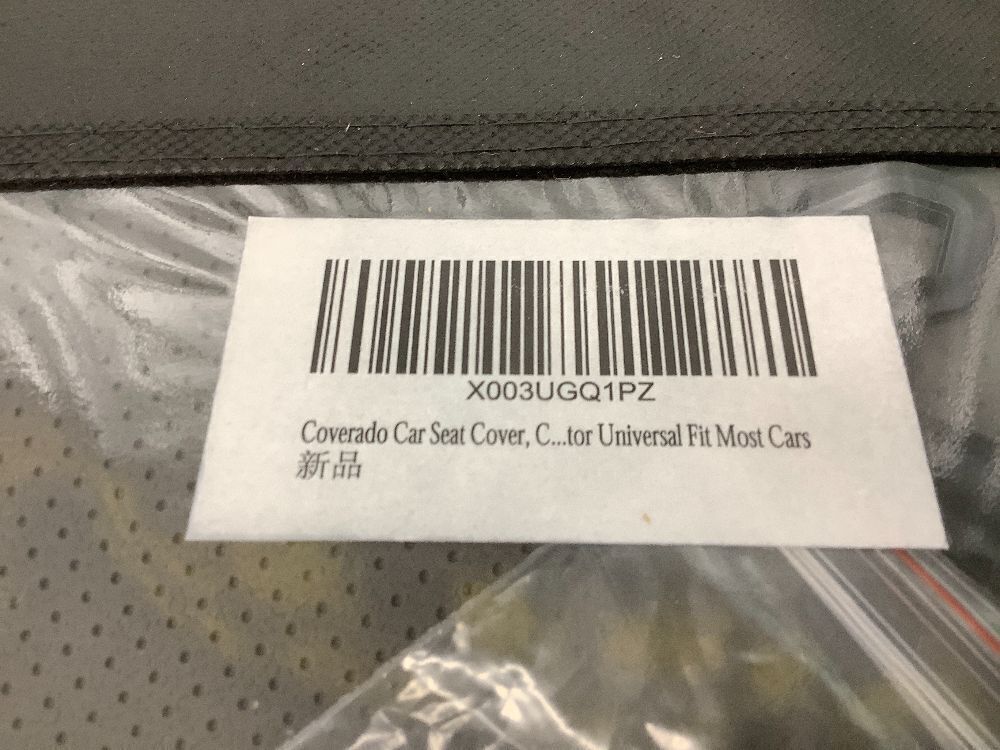 X003UGQ1PZ
Coverado Car Seat Cover, C...tor Universal Fit Most Cars
新品